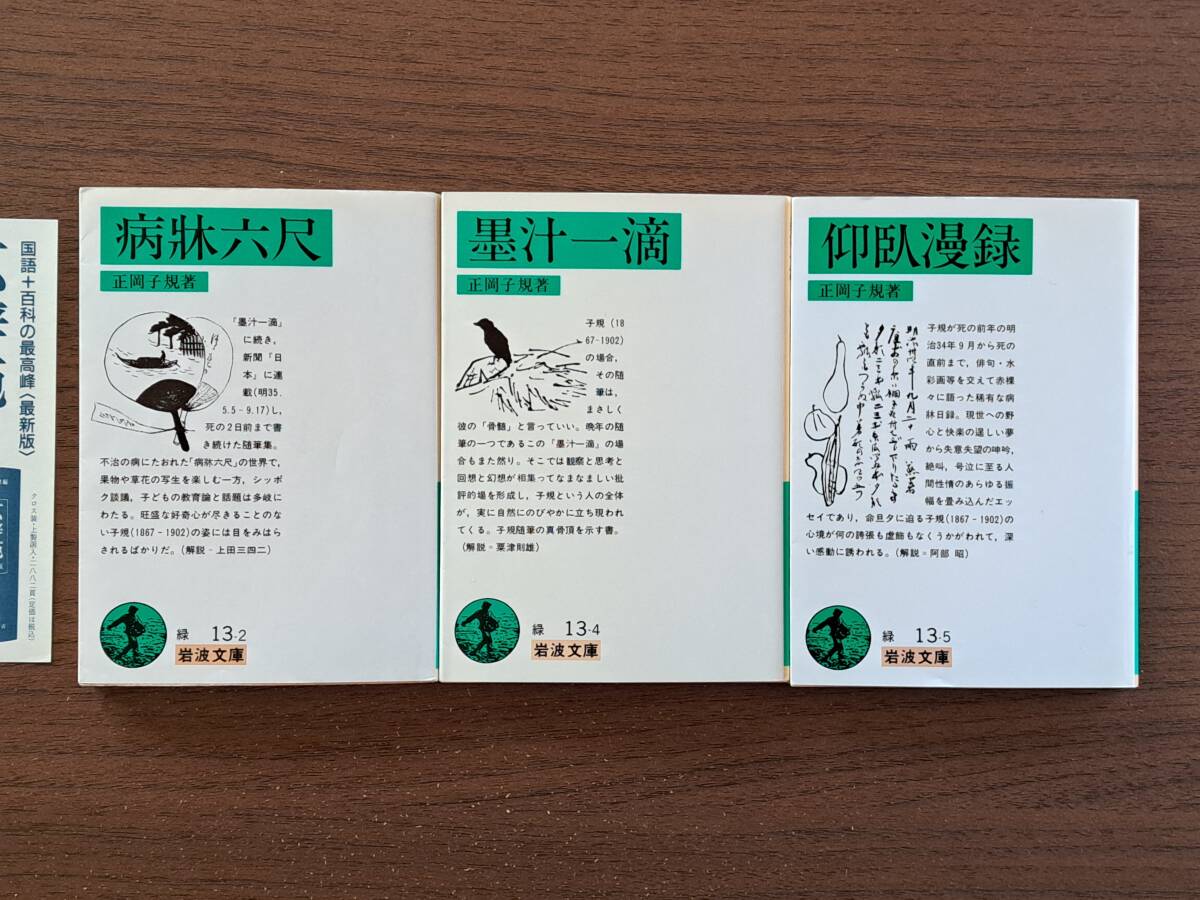 国語+百科の最高峰〈最新版〉
クロス装・上製函入・二八八二頁(定価は税込)
病牀六尺
正岡子規著
「墨汁一滴」
に続き,
新聞「日
本」に連
載(明35.
5.5-9.17)し,
死の2日前まで書
き続けた随筆集。
不治の病にたおれた「病牀六尺」の世界で,
果物や草花の写生を楽しむ一方, シッポ
ク談議, 子どもの教育論と話題は多岐に
わたる。旺盛な好奇心が尽きることのな
い子規(1867-1902)の姿には目をみはら
されるばかりだ。(解説-上田三四二)
緑 13-2
岩波文庫
墨汁一滴
正岡子規著
子規(18
67-1902)
の場合,
その随
筆は,
まさしく
彼の「骨髄」と言っていい。晩年の随
筆の一つであるこの「墨汁一滴」の場
合もまた然り。そこでは観察と思考と
回想と幻想が相集ってなまなましい批
評的場を形成し, 子規という人の全体
が, 実に自然にのびやかに立ち現われ
てくる。子規随筆の真骨頂を示す書。
(解説=粟津則雄)
緑 13-4
岩波文庫
仰臥漫録
正岡子規著
子規が死の前年の明
治34年9月から死の
直前まで, 俳句・水
彩画等を交えて赤裸
々に語った稀有な病
牀日録。現世への野
心と快楽の逞しい夢
から失意失望の呻吟,
絶叫, 号泣に至る人
間性情のあらゆる振
幅を畳み込んだエッ
セイであり, 命旦夕に迫る子規(1867-1902)の
心境が何の誇張も虚飾もなくうかがわれて, 深
い感動に誘われる。(解説=阿部 昭)
緑 13-5
岩波文庫